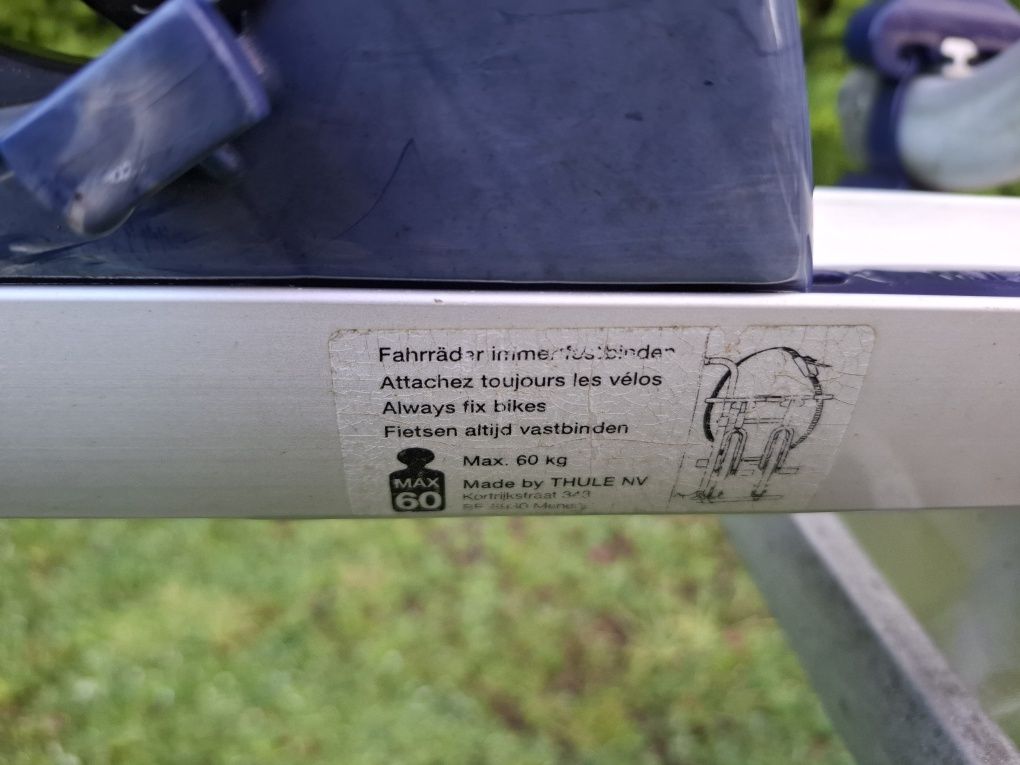 Fahrräder immer festbinden
Attachez toujours les vélos
Always fix bikes
Fietsen altijd vastbinden
Max. 60 kg
MAX
60
Made by THULE NV
Kortrijkstraat 343